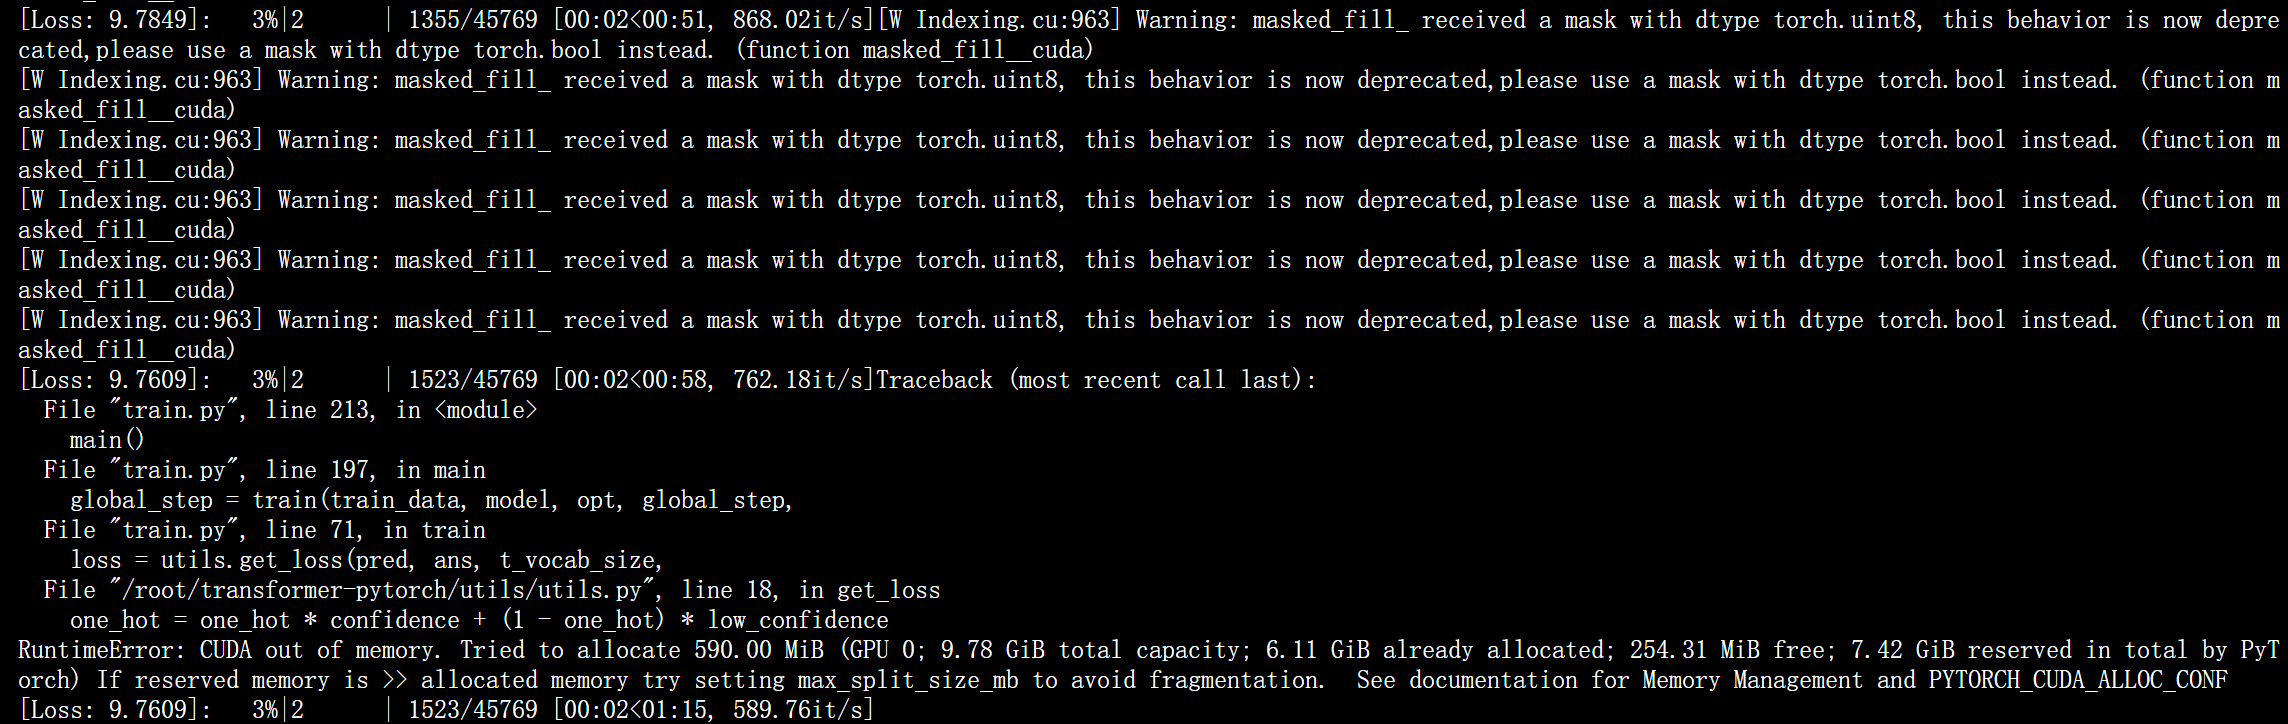 [Loss: 9.7849]:   3%|2      | 1355/45769 [00:02<00:51, 868.02it/s][W Indexing.cu:963] Warning: masked_fill_ received a mask with dtype torch.uint8, this behavior is now depre
cated,please use a mask with dtype torch.bool instead. (function masked_fill__cuda)
[W Indexing.cu:963] Warning: masked_fill_ received a mask with dtype torch.uint8, this behavior is now deprecated,please use a mask with dtype torch.bool instead. (function m
asked_fill__cuda)
[W Indexing.cu:963] Warning: masked_fill_ received a mask with dtype torch.uint8, this behavior is now deprecated,please use a mask with dtype torch.bool instead. (function m
asked_fill__cuda)
[W Indexing.cu:963] Warning: masked_fill_ received a mask with dtype torch.uint8, this behavior is now deprecated,please use a mask with dtype torch.bool instead. (function m
asked_fill__cuda)
[W Indexing.cu:963] Warning: masked_fill_ received a mask with dtype torch.uint8, this behavior is now deprecated,please use a mask with dtype torch.bool instead. (function m
asked_fill__cuda)
[W Indexing.cu:963] Warning: masked_fill_ received a mask with dtype torch.uint8, this behavior is now deprecated,please use a mask with dtype torch.bool instead. (function m
asked_fill__cuda)
[Loss: 9.7609]:   3%|2      | 1523/45769 [00:02<00:58, 762.18it/s]Traceback (most recent call last):
  File "train.py", line 213, in <module>
    main()
  File "train.py", line 197, in main
    global_step = train(train_data, model, opt, global_step,
  File "train.py", line 71, in train
    loss = utils.get_loss(pred, ans, t_vocab_size,
  File "/root/transformer-pytorch/utils/utils.py", line 18, in get_loss
    one_hot = one_hot * confidence + (1 - one_hot) * low_confidence
RuntimeError: CUDA out of memory. Tried to allocate 590.00 MiB (GPU 0; 9.78 GiB total capacity; 6.11 GiB already allocated; 254.31 MiB free; 7.42 GiB reserved in total by PyT
orch) If reserved memory is >> allocated memory try setting max_split_size_mb to avoid fragmentation.  See documentation for Memory Management and PYTORCH_CUDA_ALLOC_CONF
[Loss: 9.7609]:   3%|2      | 1523/45769 [00:02<01:15, 589.76it/s]